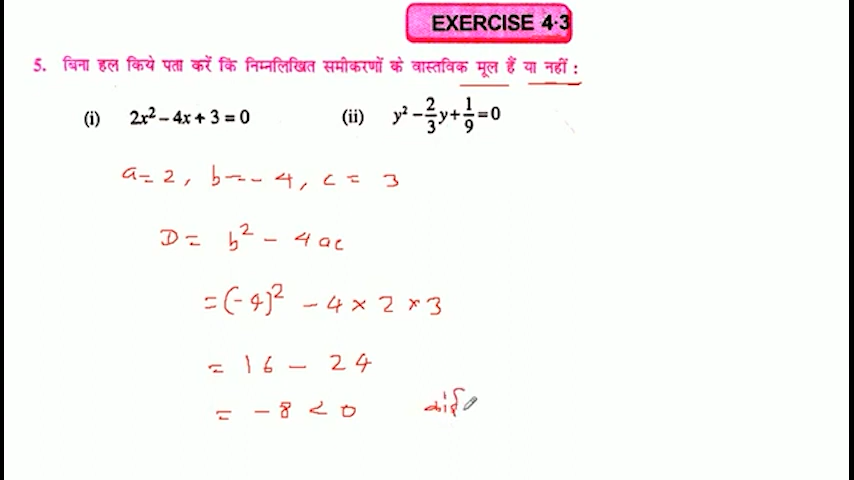 EXERCISE 4·3
5. बिना हल किये पता करें कि निम्नलिखित समीकरणों के वास्तविक मूल हैं या नहीं :
(i) 2x² – 4x + 3 = 0 (ii) y² – 2/3 y + 1/9 = 0
a = 2, b = - 4, c = 3
D = b² - 4ac
= (-4)² - 4 × 2 × 3
= 16 - 24
= - 8 < 0 कोई